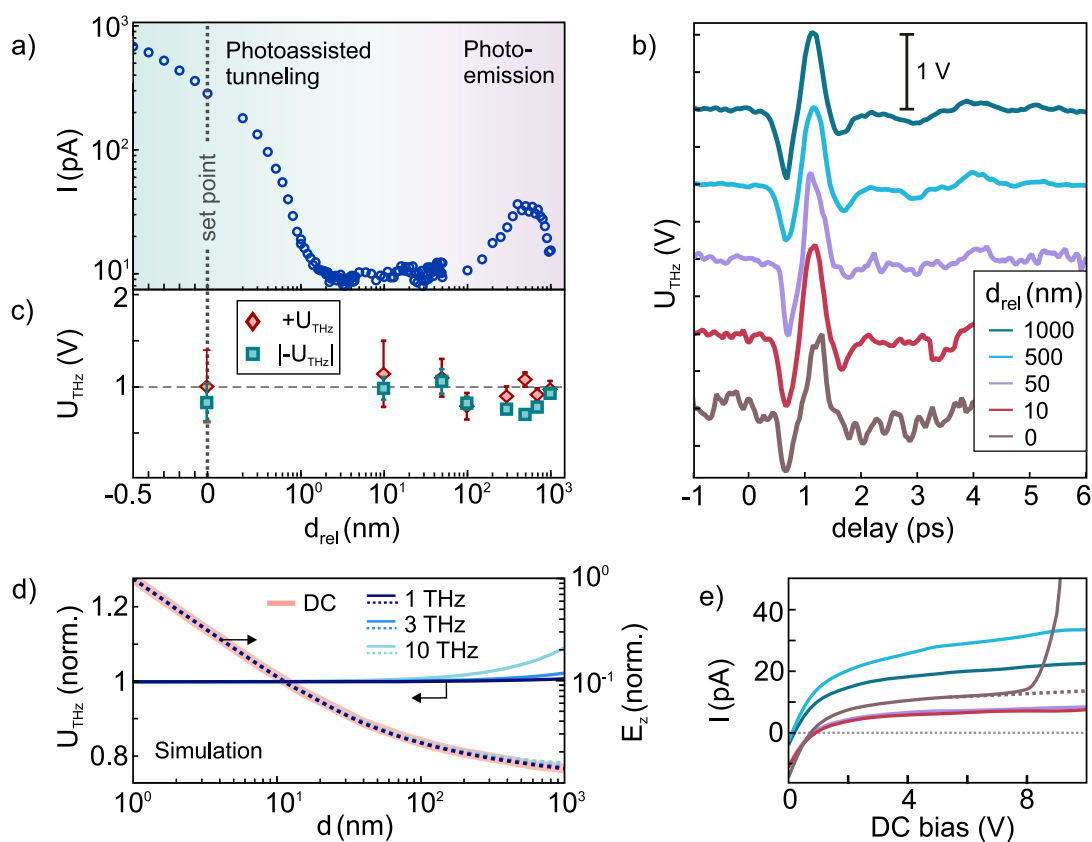 a)
Photoassisted
tunneling
Photo-
emission
set point
I (pA)
10³
10²
10¹
c)
+U_THz
|-U_THz|
U_THz (V)
2
1
-0.5 0 10⁰ 10¹ 10² 10³
d_rel (nm)
b)
1 V
U_THz (V)
d_rel (nm)
1000
500
50
10
0
-1 0 1 2 3 4 5 6
delay (ps)
d)
DC
1 THz
3 THz
10 THz
U_THz (norm.)
1.2
1
0.8
Simulation
10⁰
10⁻¹
E_z (norm.)
10⁰ 10¹ 10² 10³
d (nm)
e)
I (pA)
40
20
0
0 4 8
DC bias (V)